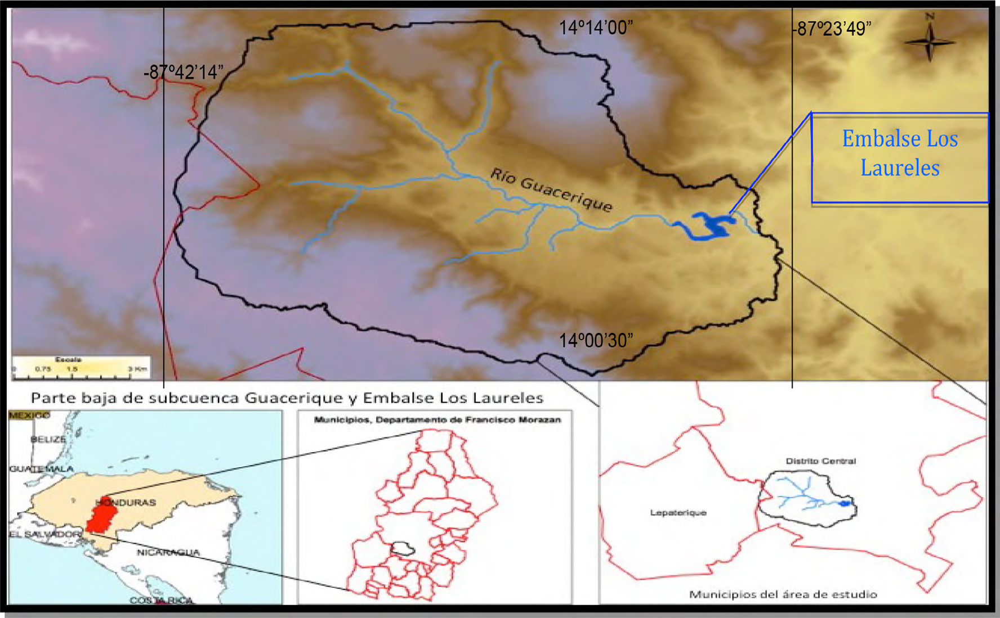 14º14’00”
-87º23’49”
N
-87º42’14”
Embalse Los
Laureles
Río Guacerique
14º00’30”
Escala
0 0.75 1.5 3 Km
Parte baja de subcuenca Guacerique y Embalse Los Laureles
MEXICO
BELIZE
GUATEMALA
HONDURAS
EL SALVADOR
NICARAGUA
COSTA RICA
Municipios, Departamento de Francisco Morazan
Distrito Central
Lepaterique
Municipios del área de estudio